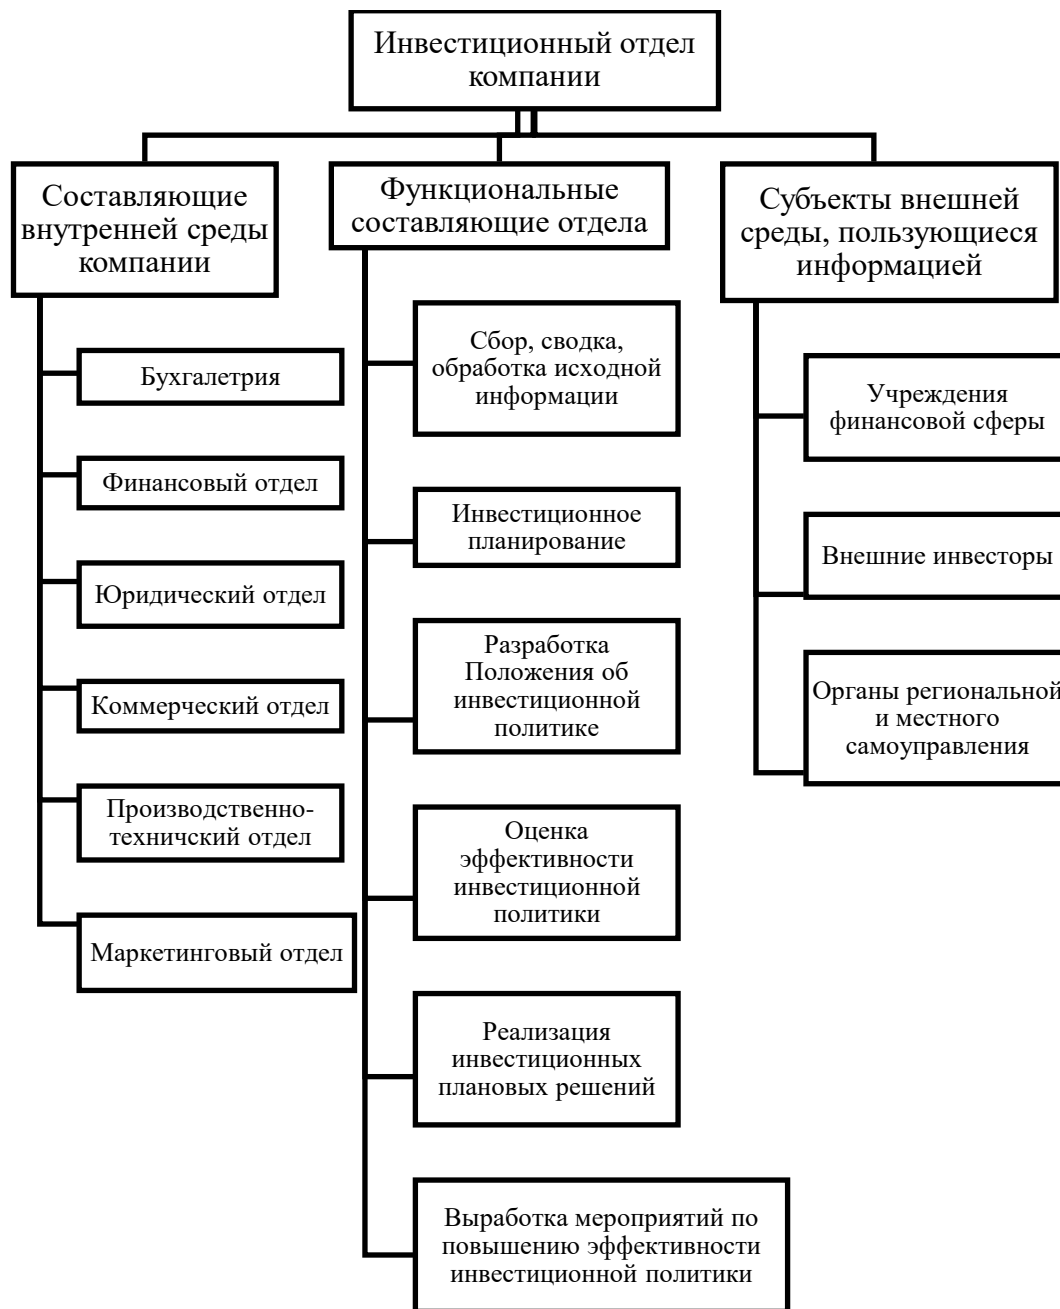 Инвестиционный отдел
компании
Составляющие
внутренней среды
компании
Бухгалетрия
Финансовый отдел
Юридический отдел
Коммерческий отдел
Производственно-
техничский отдел
Маркетинговый отдел
Функциональные
составляющие отдела
Сбор, сводка,
обработка исходной
информации
Инвестиционное
планирование
Разработка
Положения об
инвестиционной
политике
Оценка
эффективности
инвестиционной
политики
Реализация
инвестиционных
плановых решений
Выработка мероприятий по
повышению эффективности
инвестиционной политики
Субъекты внешней
среды, пользующиеся
информацией
Учреждения
финансовой сферы
Внешние инвесторы
Органы региональной
и местного
самоуправления